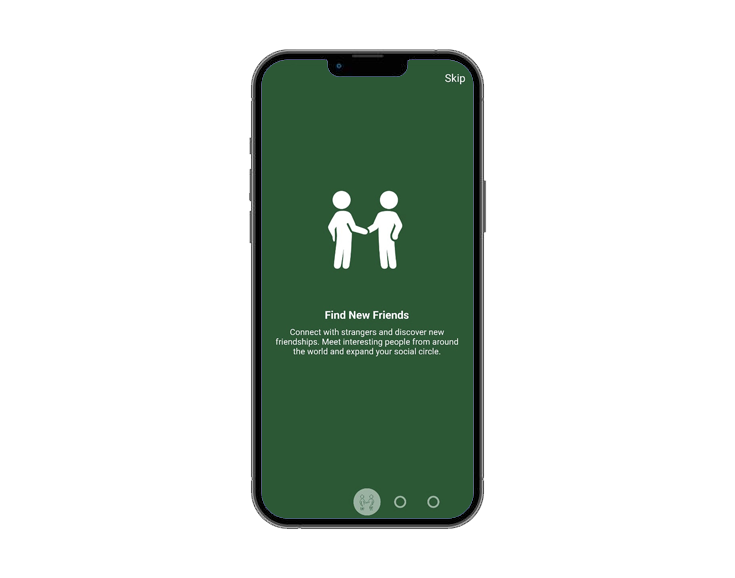 Skip
Find New Friends
Connect with strangers and discover new
friendships. Meet interesting people from around
the world and expand your social circle.